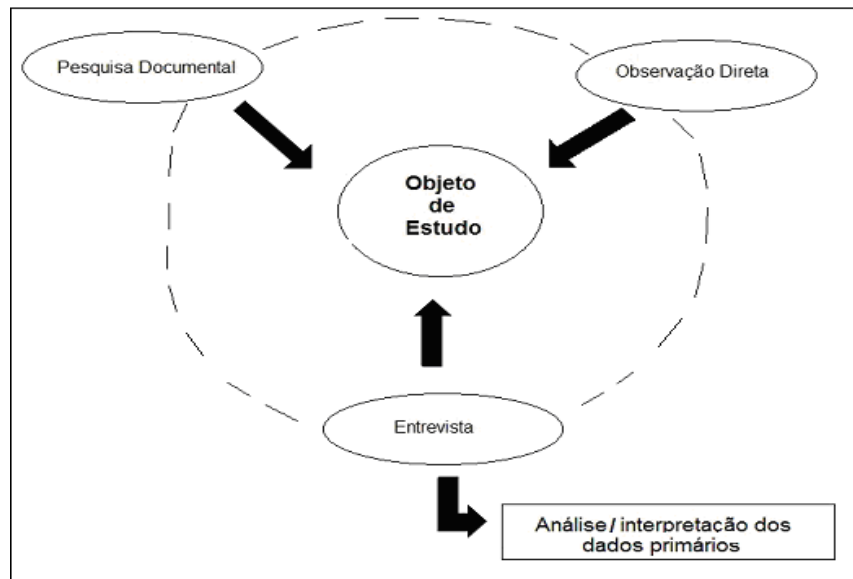 Pesquisa Documental
Observação Direta
Objeto
de
Estudo
Entrevista
Análise/ interpretação dos
dados primários